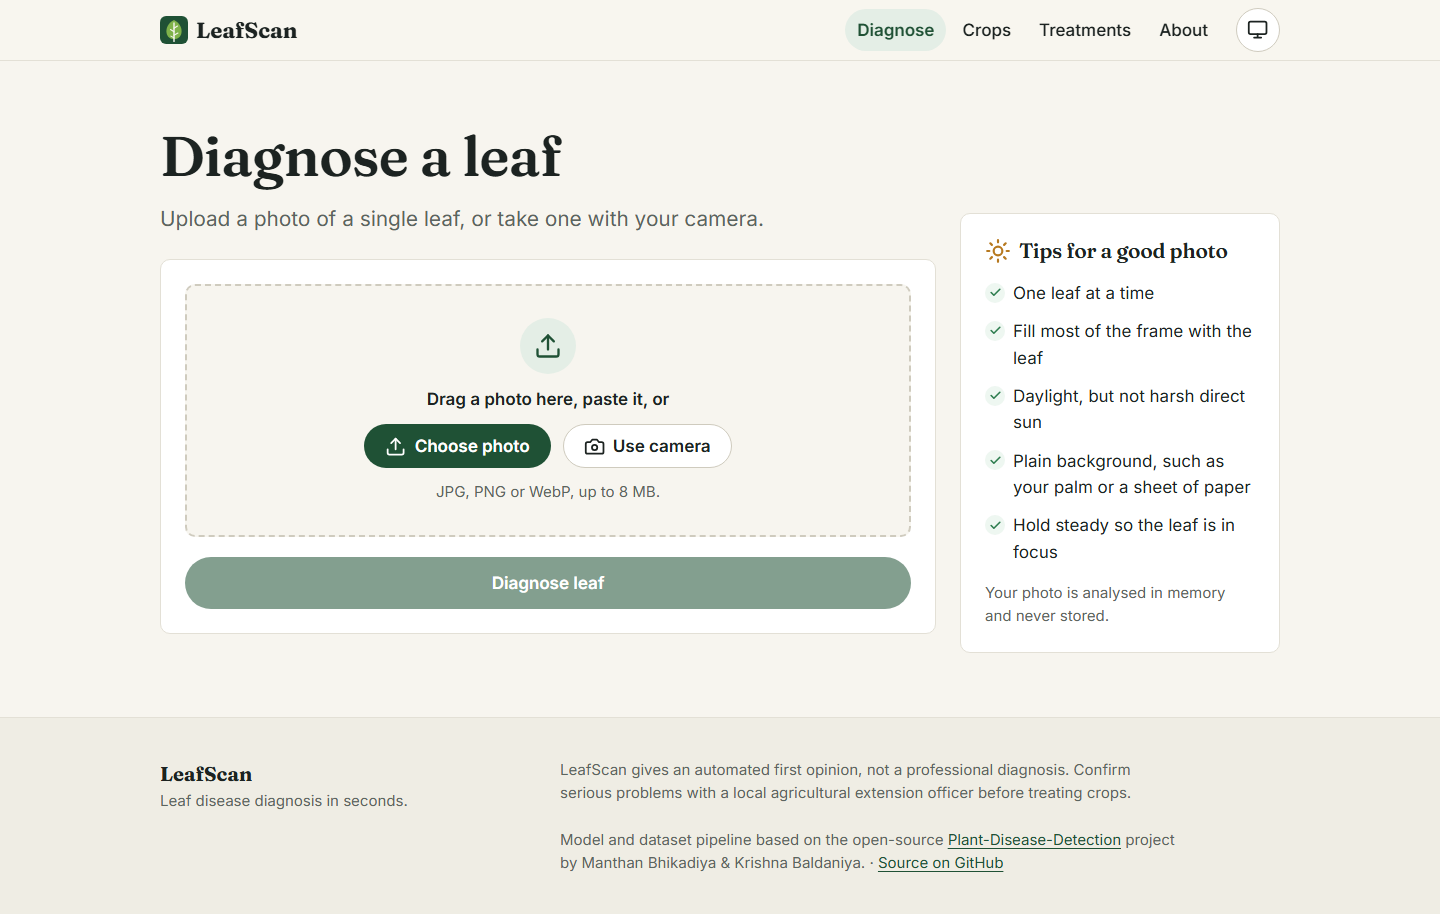 LeafScan
Diagnose
Crops
Treatments
About
Diagnose a leaf
Upload a photo of a single leaf, or take one with your camera.
Drag a photo here, paste it, or
Choose photo
Use camera
JPG, PNG or WebP, up to 8 MB.
Diagnose leaf
Tips for a good photo
One leaf at a time
Fill most of the frame with the
leaf
Daylight, but not harsh direct
sun
Plain background, such as
your palm or a sheet of paper
Hold steady so the leaf is in
focus
Your photo is analysed in memory
and never stored.
LeafScan
Leaf disease diagnosis in seconds.
LeafScan gives an automated first opinion, not a professional diagnosis. Confirm
serious problems with a local agricultural extension officer before treating crops.
Model and dataset pipeline based on the open-source Plant-Disease-Detection project
by Manthan Bhikadiya & Krishna Baldaniya. · Source on GitHub